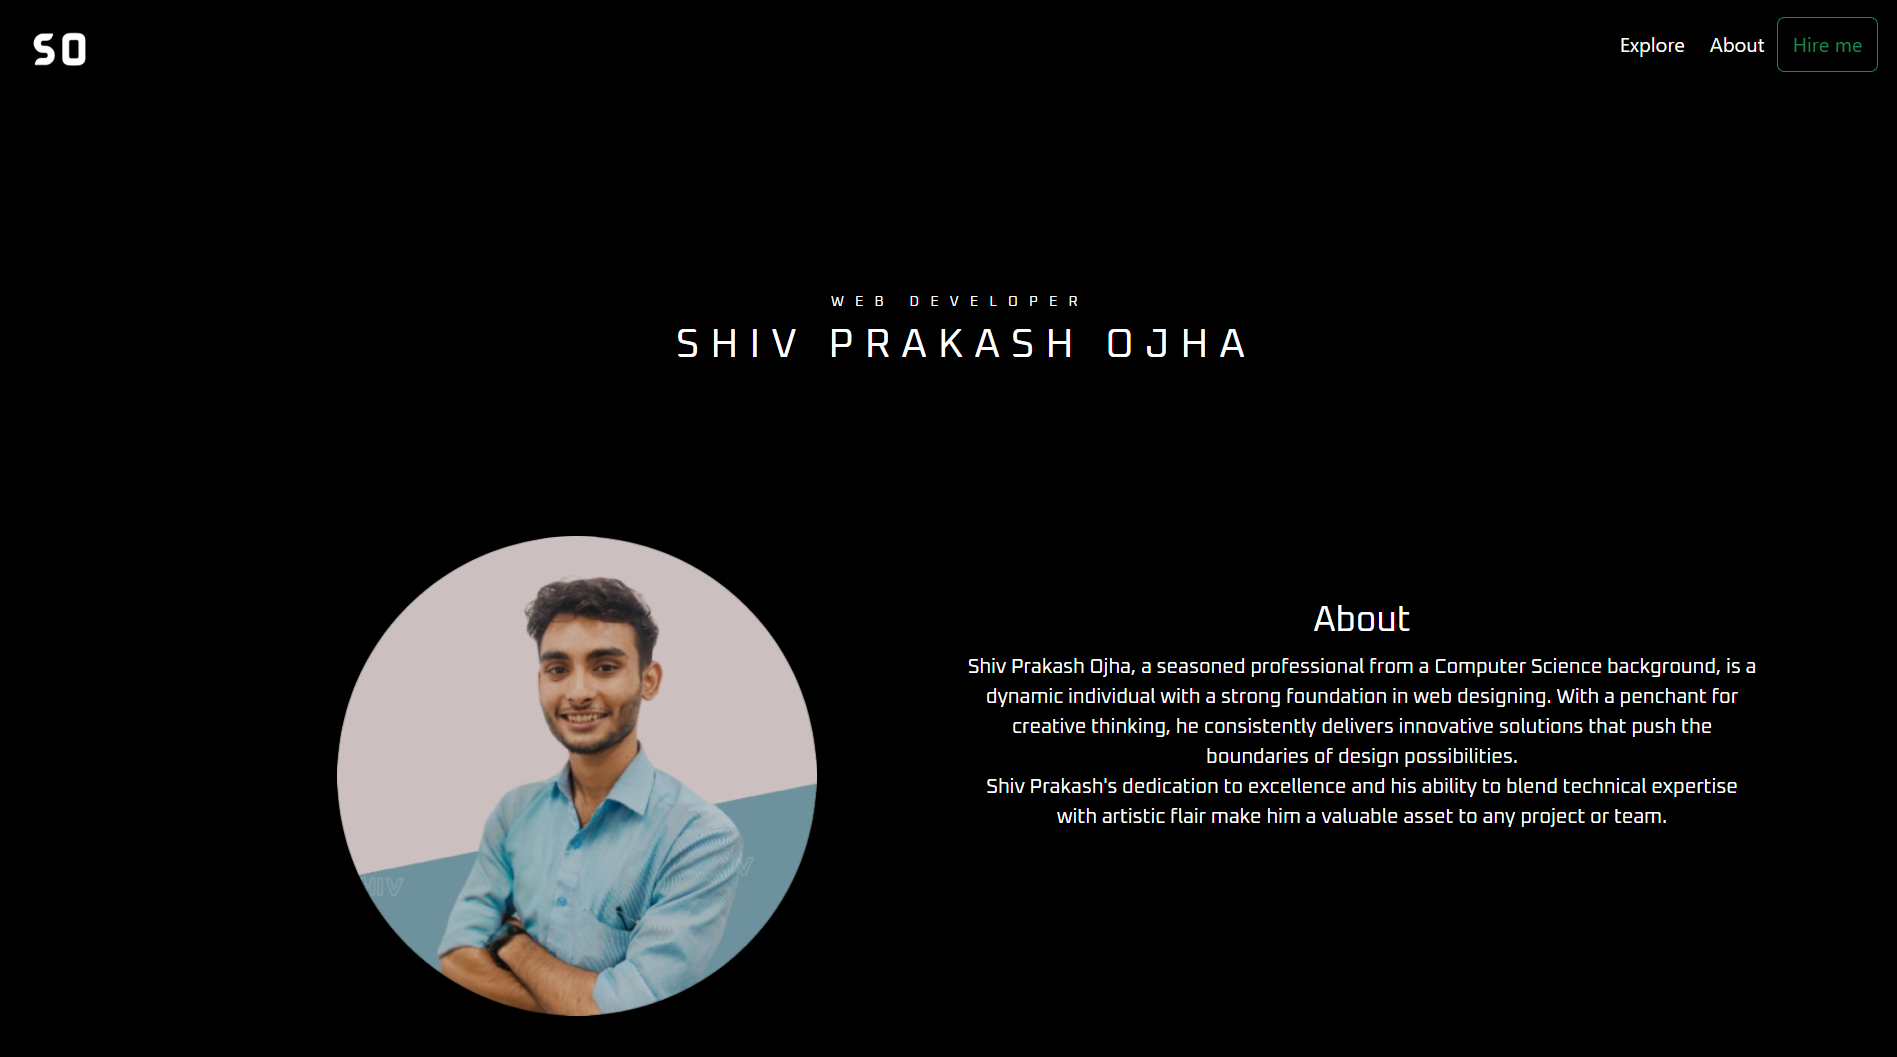 SO
Explore
About
Hire me
WEB DEVELOPER
SHIV PRAKASH OJHA
About
Shiv Prakash Ojha, a seasoned professional from a Computer Science background, is a
dynamic individual with a strong foundation in web designing. With a penchant for
creative thinking, he consistently delivers innovative solutions that push the
boundaries of design possibilities.
Shiv Prakash's dedication to excellence and his ability to blend technical expertise
with artistic flair make him a valuable asset to any project or team.
HIV